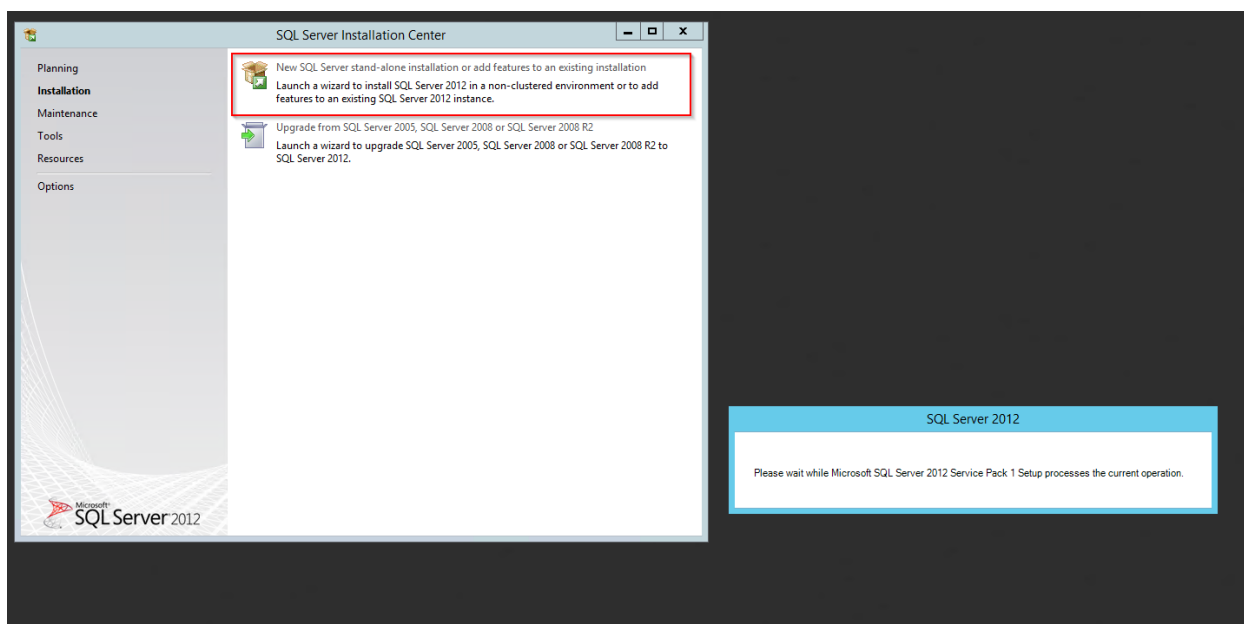 SQL Server Installation Center
Planning
Installation
Maintenance
Tools
Resources
Options
New SQL Server stand-alone installation or add features to an existing installation
Launch a wizard to install SQL Server 2012 in a non-clustered environment or to add
features to an existing SQL Server 2012 instance.
Upgrade from SQL Server 2005, SQL Server 2008 or SQL Server 2008 R2
Launch a wizard to upgrade SQL Server 2005, SQL Server 2008 or SQL Server 2008 R2 to
SQL Server 2012.
Microsoft
SQL Server 2012
SQL Server 2012
Please wait while Microsoft SQL Server 2012 Service Pack 1 Setup processes the current operation.